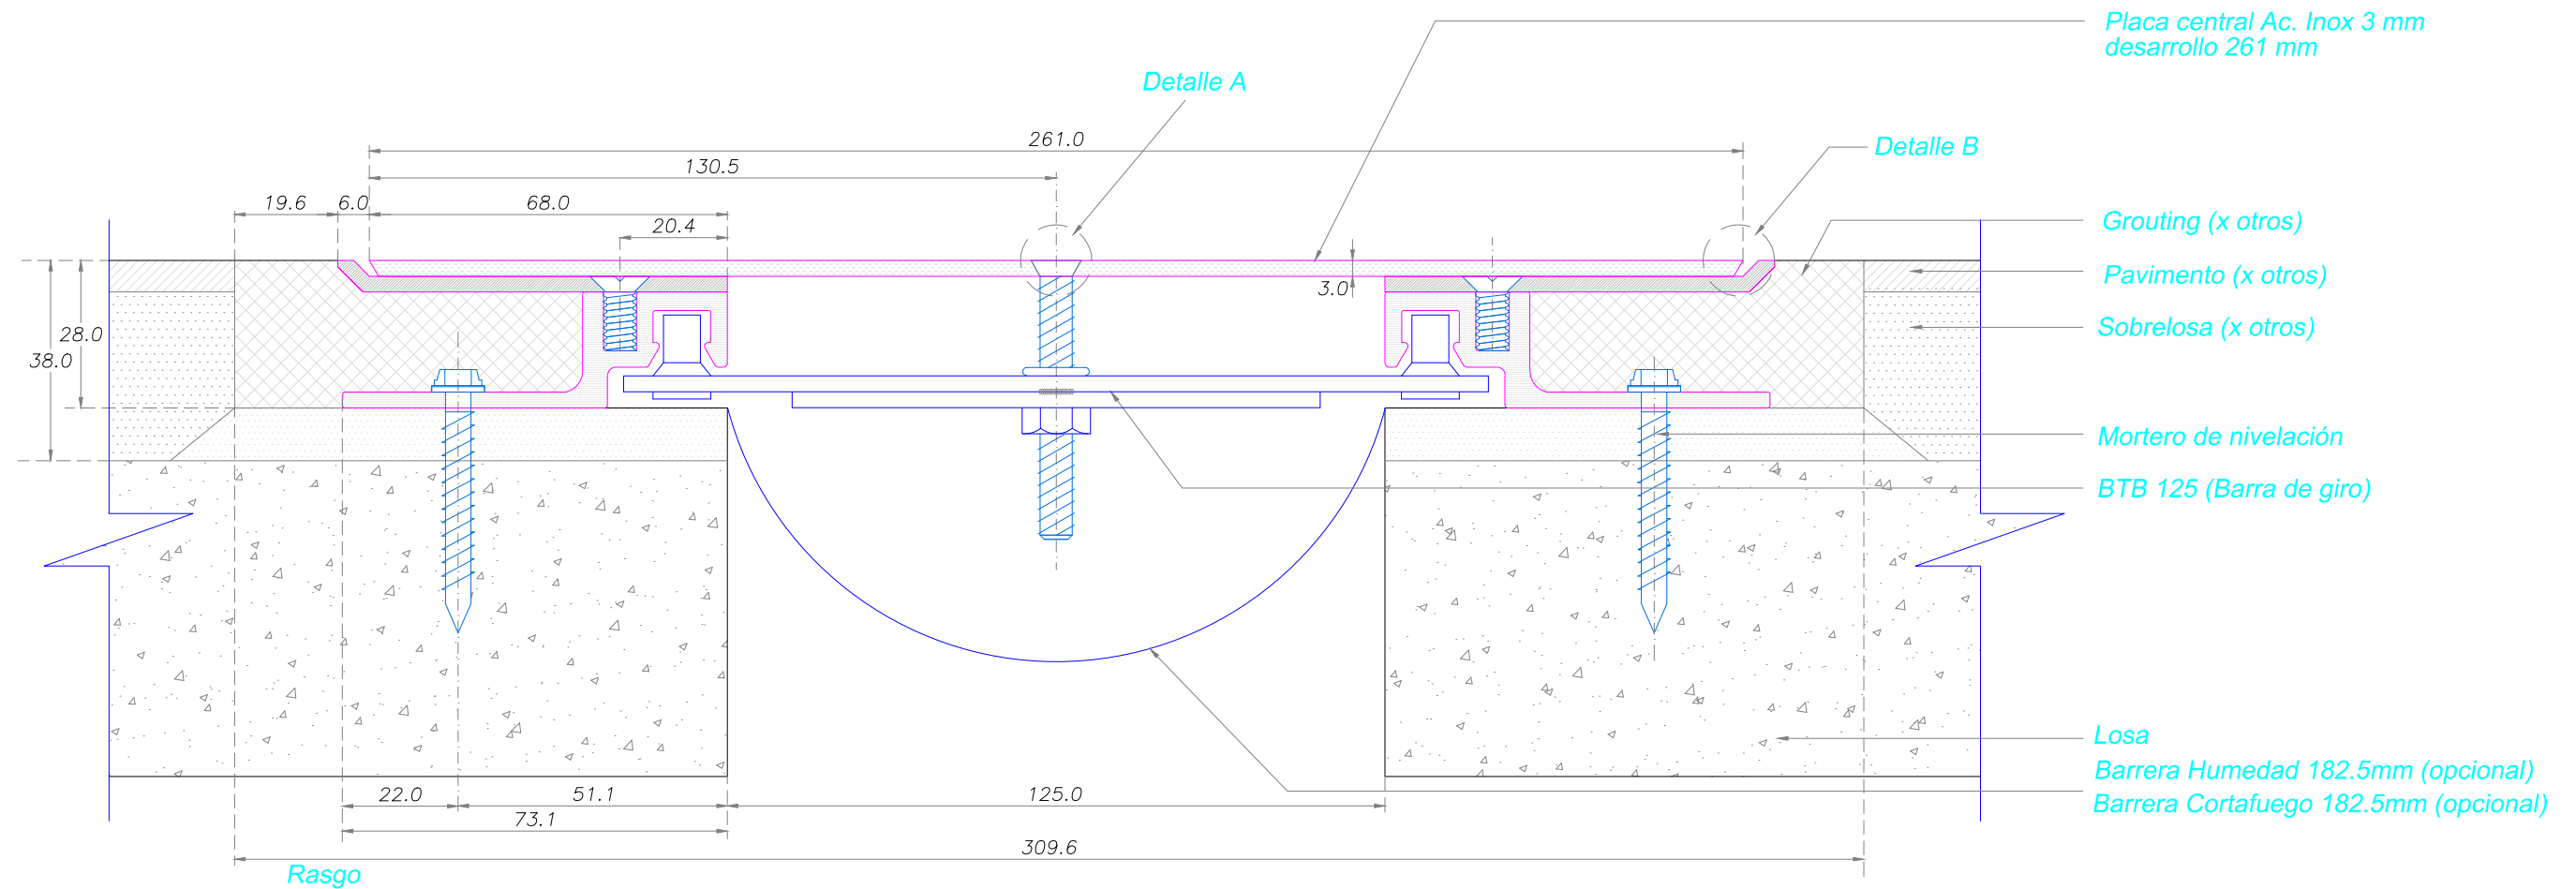 Placa central Ac. Inox 3 mm
desarrollo 261 mm
Detalle A
261.0
Detalle B
130.5
19.6
6.0
68.0
20.4
Grouting (x otros)
Pavimento (x otros)
3.0
Sobrelosa (x otros)
28.0
38.0
Mortero de nivelación
BTB 125 (Barra de giro)
Losa
Barrera Humedad 182.5mm (opcional)
Barrera Cortafuego 182.5mm (opcional)
22.0
51.1
125.0
73.1
309.6
Rasgo